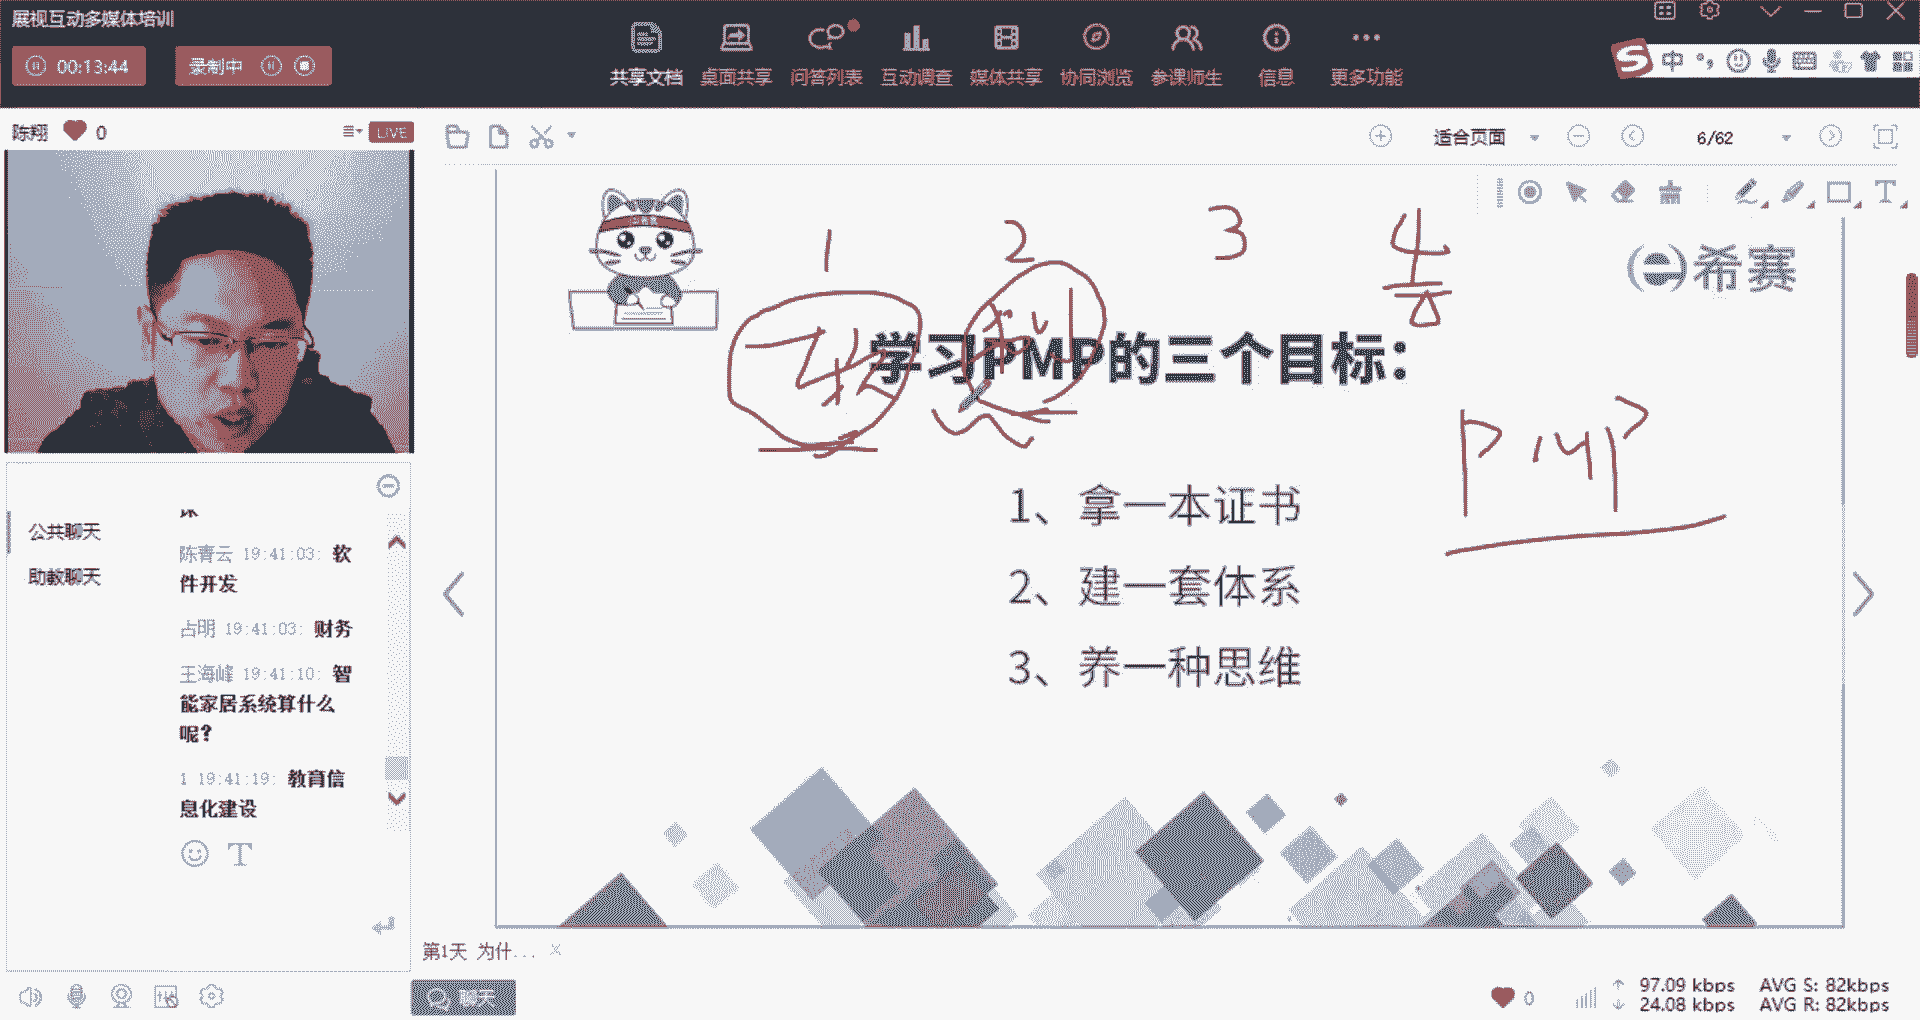 展视互动多媒体培训
00:13:44 录制中
共享文档 桌面共享 问答列表 互动调查 媒体共享 协同浏览 参课师生 信息 更多功能
中
陈翔 0 LIVE
适合页面 6/62
T
1 2 3 4
希赛
学习PMP的三个目标：
PMP
1、拿一本证书
2、建一套体系
3、养一种思维
公共聊天
助教聊天
陈青云 19:41:03: 软
件开发
占明 19:41:03: 财务
王海峰 19:41:10: 智
能家居系统算什么
呢？
1 19:41:19: 教育信
息化建设
T
第1天 为什...
聊天
0
97.09 kbps AVG S: 82kbps
24.08 kbps AVG R: 82kbps